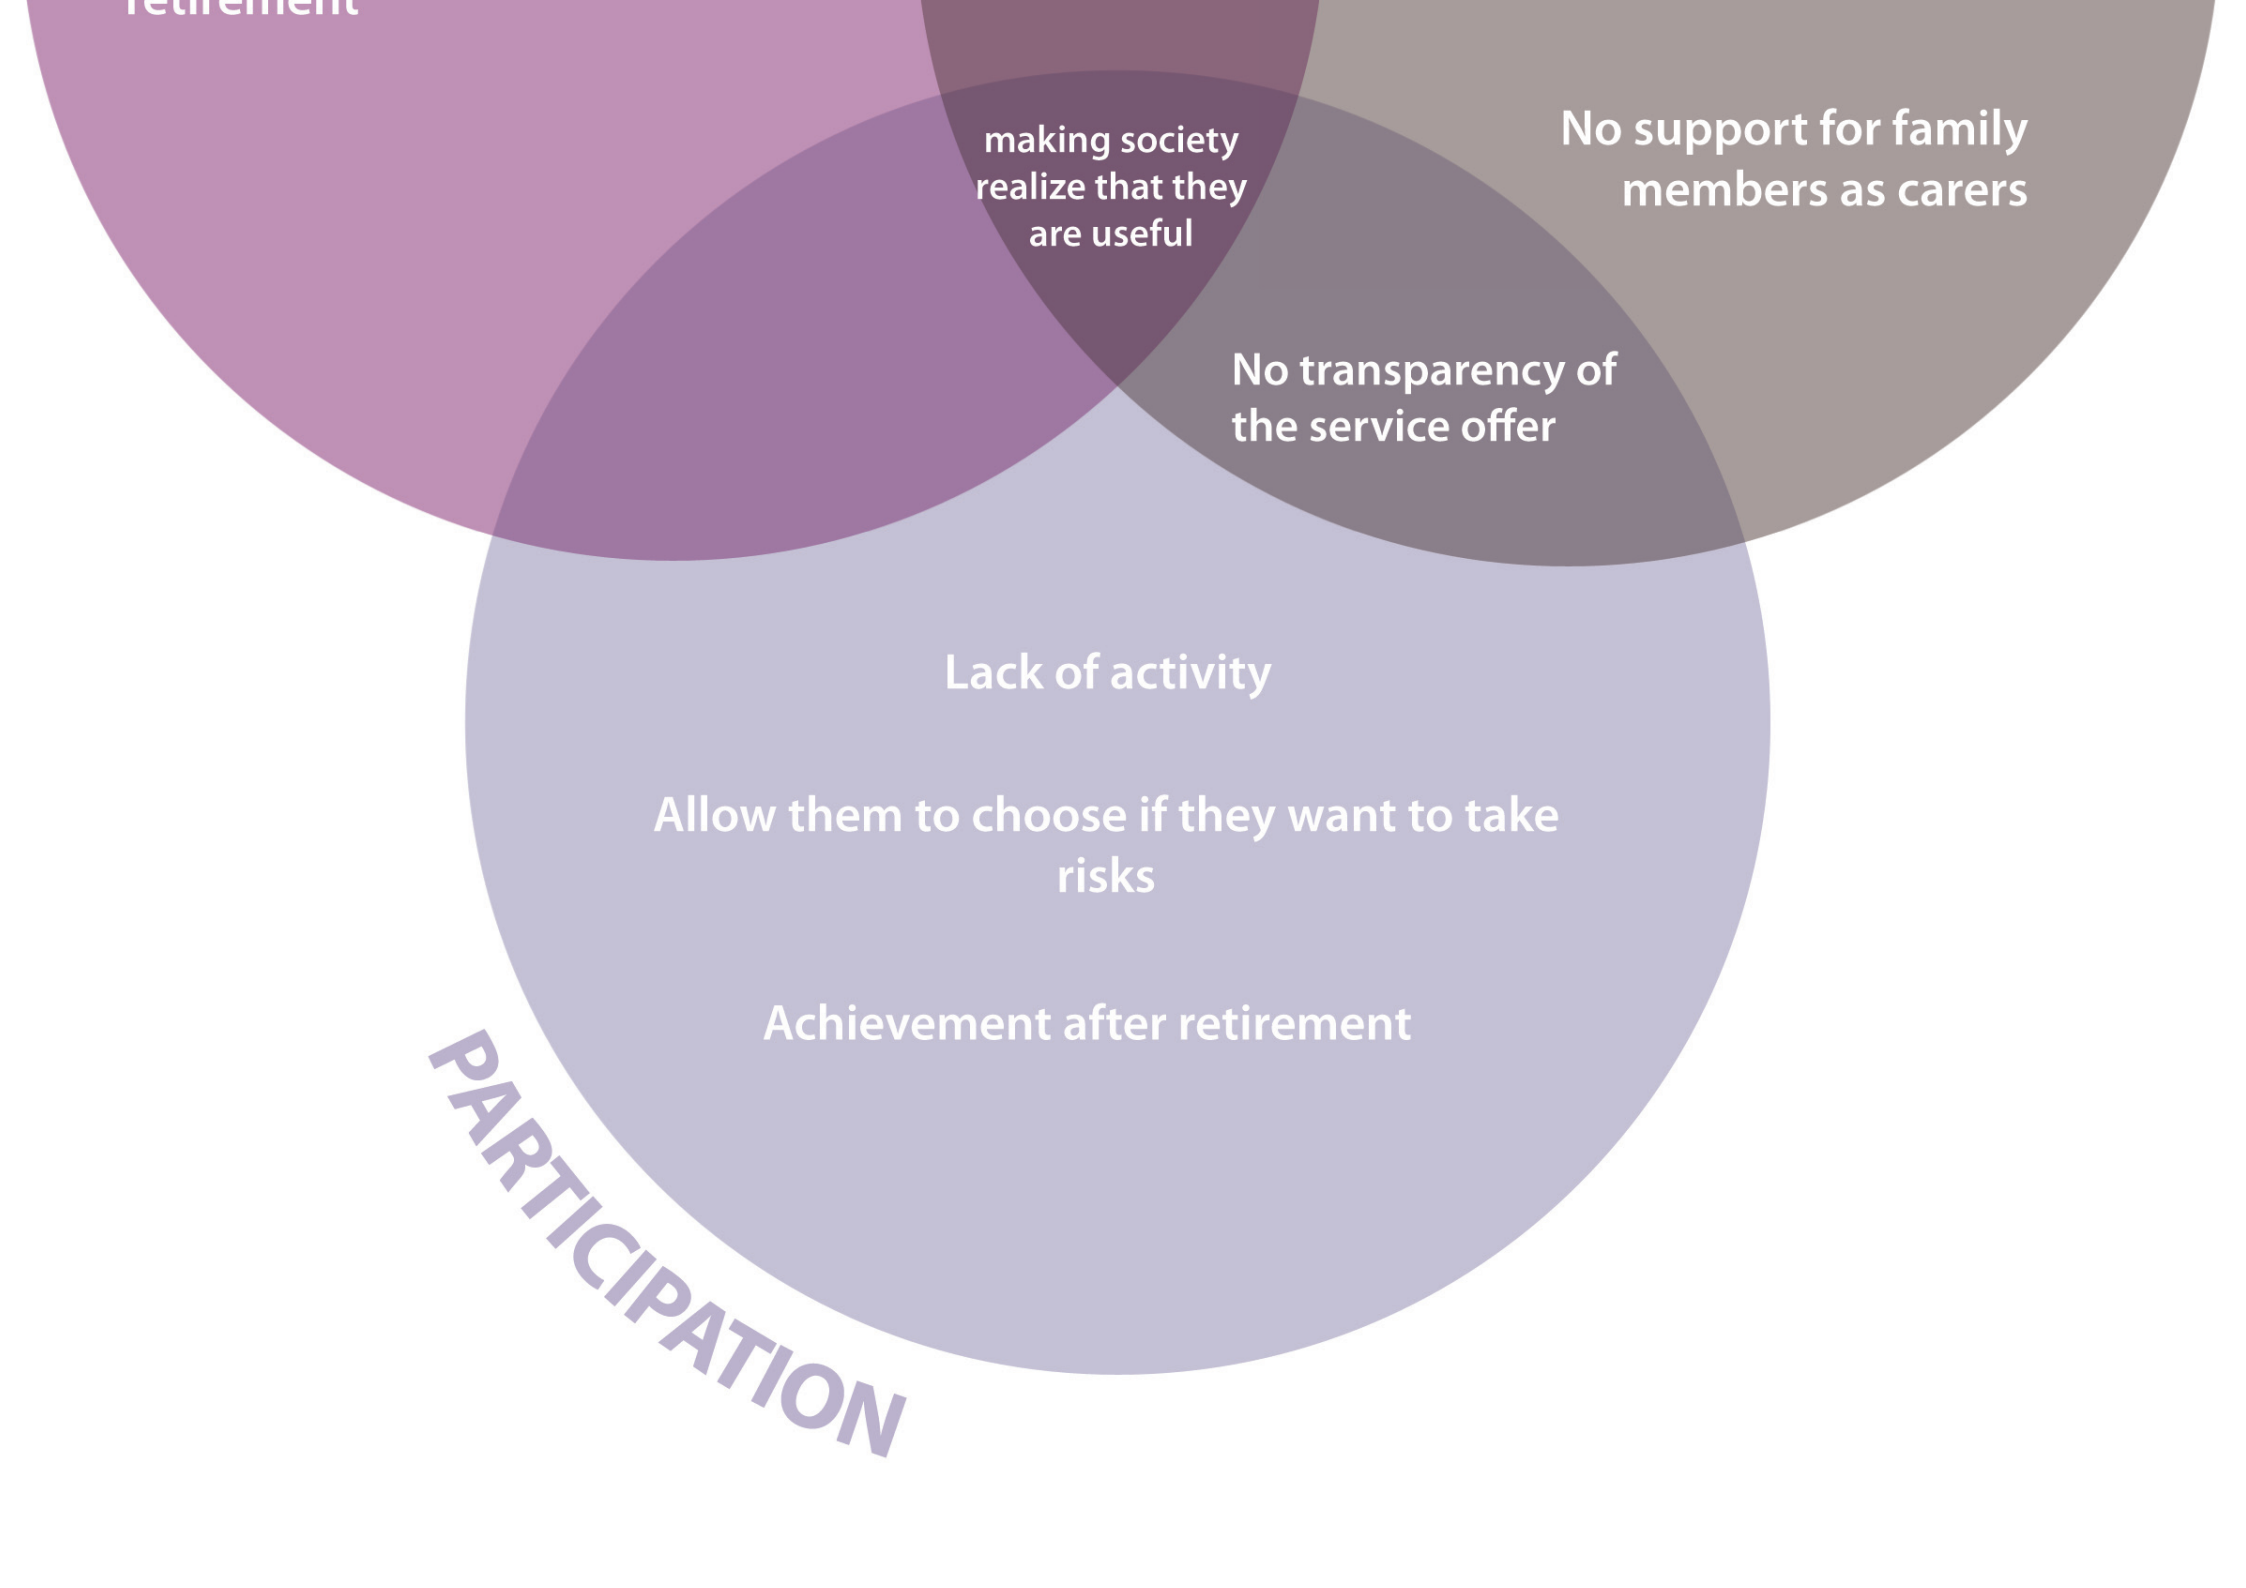 retirement
making society
realize that they
are useful
No support for family
members as carers
No transparency of
the service offer
Lack of activity
Allow them to choose if they want to take
risks
Achievement after retirement
PARTICIPATION